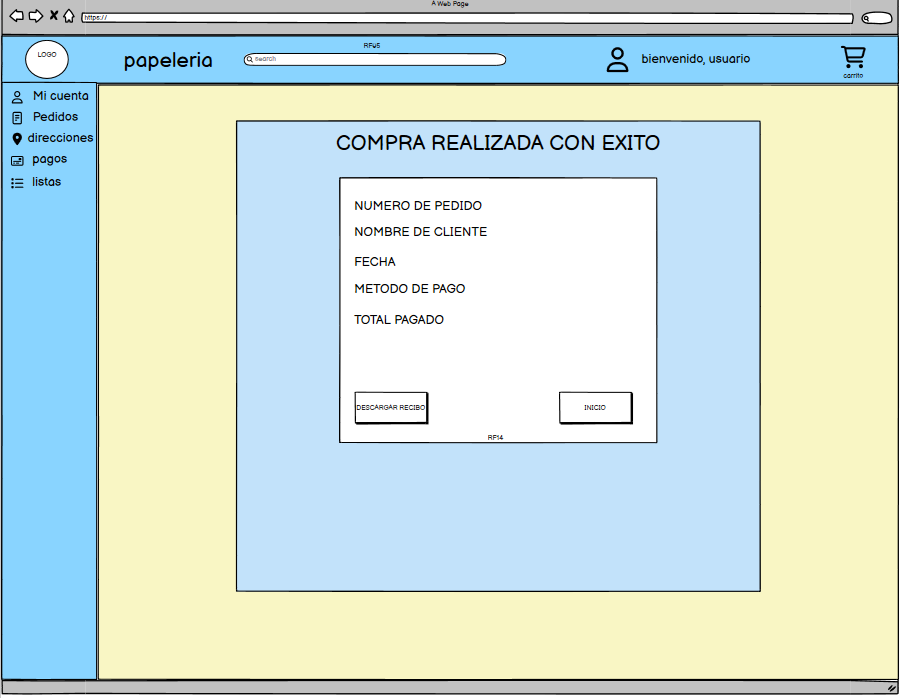 A Web Page
https://
LOGO
papeleria
RF#5
search
bienvenido, usuario
carrito
Mi cuenta
Pedidos
direcciones
pagos
listas
COMPRA REALIZADA CON EXITO
NUMERO DE PEDIDO
NOMBRE DE CLIENTE
FECHA
METODO DE PAGO
TOTAL PAGADO
DESCARGAR RECIBO
INICIO
RF14